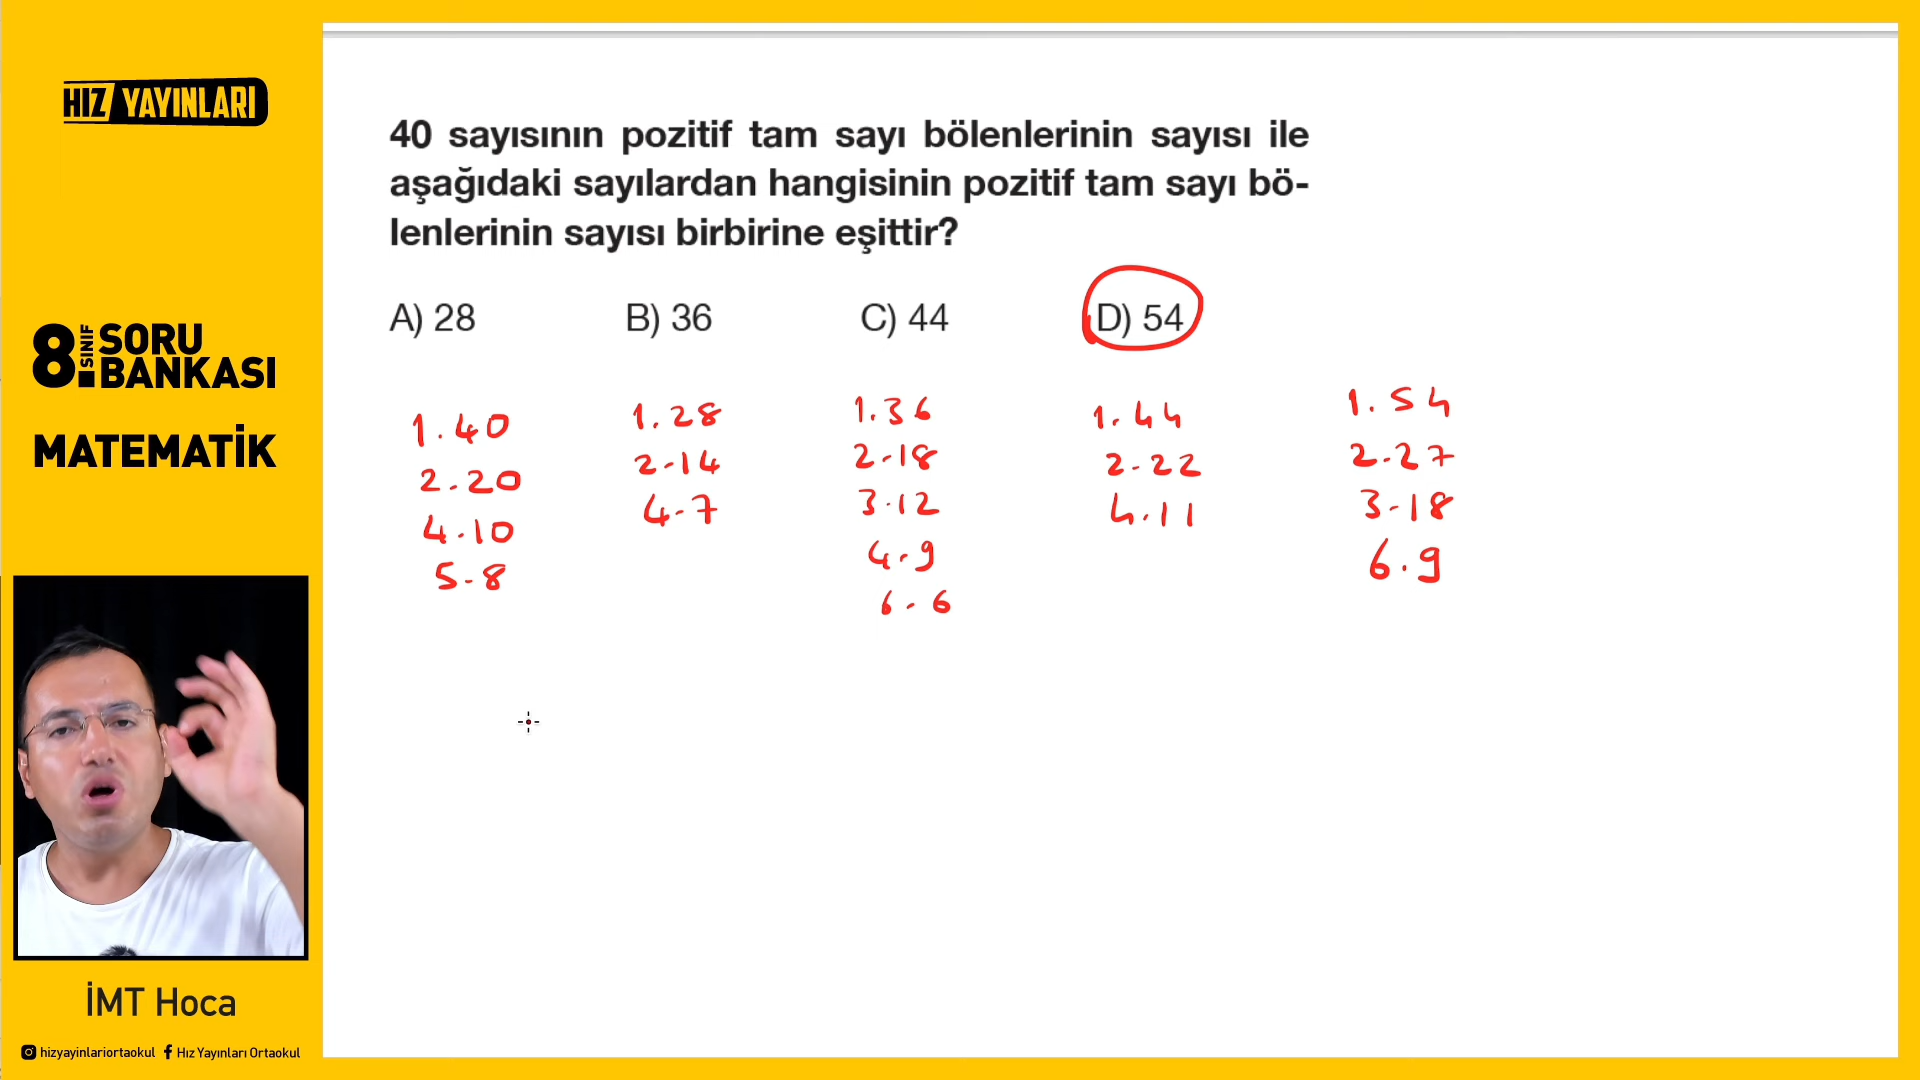 HIZ YAYINLARI
8. SINIF SORU BANKASI
MATEMATİK
40 sayısının pozitif tam sayı bölenlerinin sayısı ile
aşağıdaki sayılardan hangisinin pozitif tam sayı bö-
lenlerinin sayısı birbirine eşittir?
A) 28 B) 36 C) 44 D) 54
1.40 1.28 1.36 1.44 1.54
2.20 2.14 2.18 2.22 2.27
4.10 4.7 3.12 4.11 3.18
5.8 4.9 6.9
6.6
İMT Hoca
hizyayinlariortaokul Hız Yayınları Ortaokul